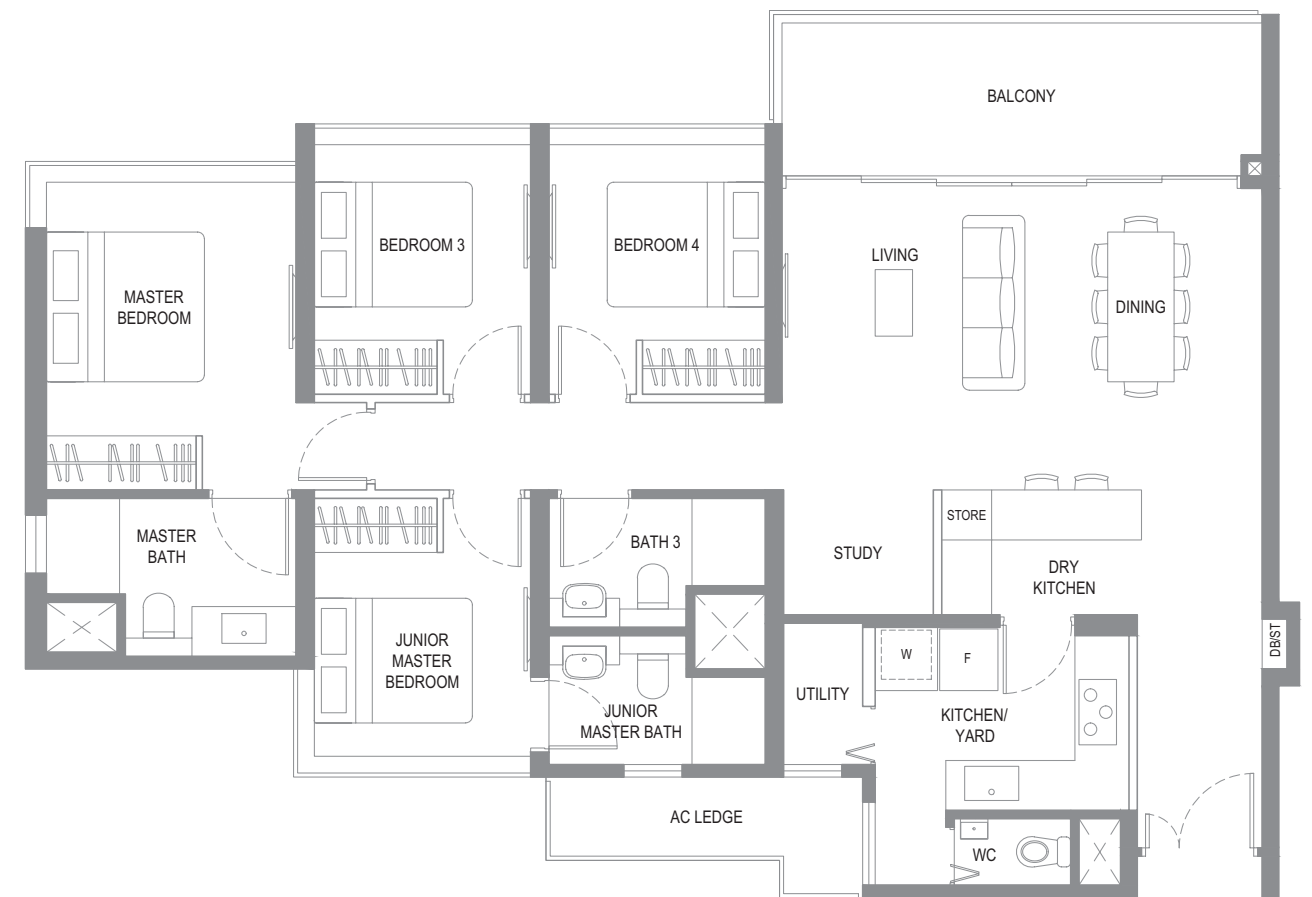 BALCONY
BEDROOM 3
BEDROOM 4
LIVING
MASTER
BEDROOM
DINING
STORE
MASTER
BATH
BATH 3
STUDY
DRY
KITCHEN
DB/ST
JUNIOR
MASTER
BEDROOM
W
F
UTILITY
JUNIOR
MASTER BATH
KITCHEN/
YARD
AC LEDGE
WC